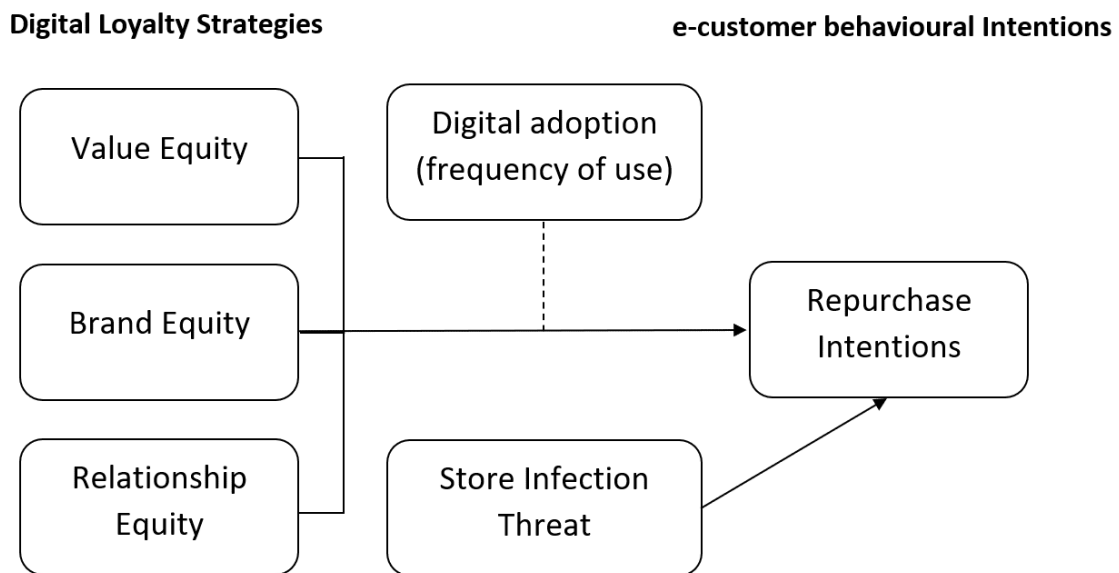 Digital Loyalty Strategies
e-customer behavioural Intentions
Value Equity
Digital adoption
(frequency of use)
Brand Equity
Repurchase
Intentions
Relationship
Equity
Store Infection
Threat